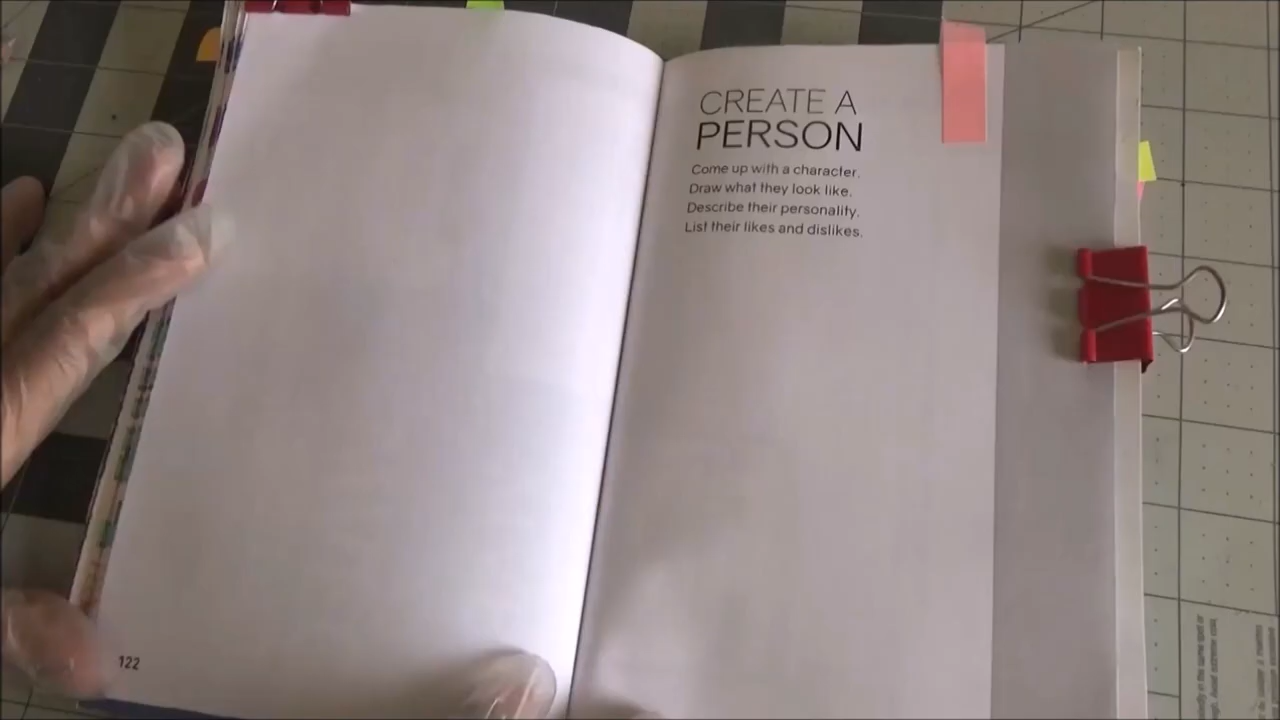 CREATE A
PERSON
Come up with a character.
Draw what they look like.
Describe their personality.
List their likes and dislikes.
122